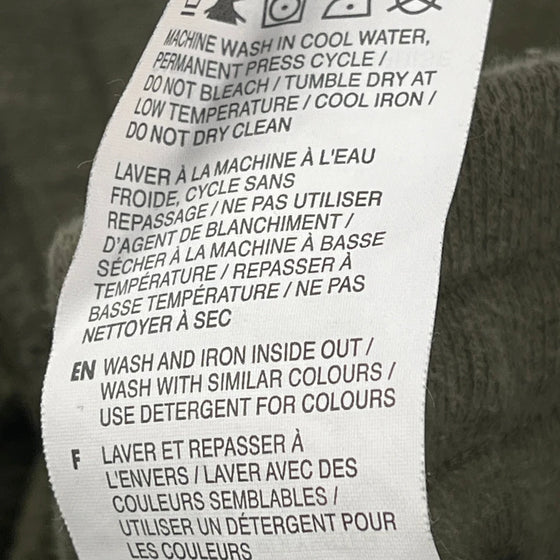 MACHINE WASH IN COOL WATER,
PERMANENT PRESS CYCLE /
DO NOT BLEACH / TUMBLE DRY AT
LOW TEMPERATURE / COOL IRON /
DO NOT DRY CLEAN
LAVER À LA MACHINE À L'EAU
FROIDE, CYCLE SANS
REPASSAGE / NE PAS UTILISER
D'AGENT DE BLANCHIMENT /
SÉCHER À LA MACHINE À BASSE
TEMPÉRATURE / REPASSER À
BASSE TEMPÉRATURE / NE PAS
NETTOYER À SEC
EN WASH AND IRON INSIDE OUT /
WASH WITH SIMILAR COLOURS /
USE DETERGENT FOR COLOURS
F LAVER ET REPASSER À
L'ENVERS / LAVER AVEC DES
COULEURS SEMBLABLES /
UTILISER UN DÉTERGENT POUR
LES COULEURS